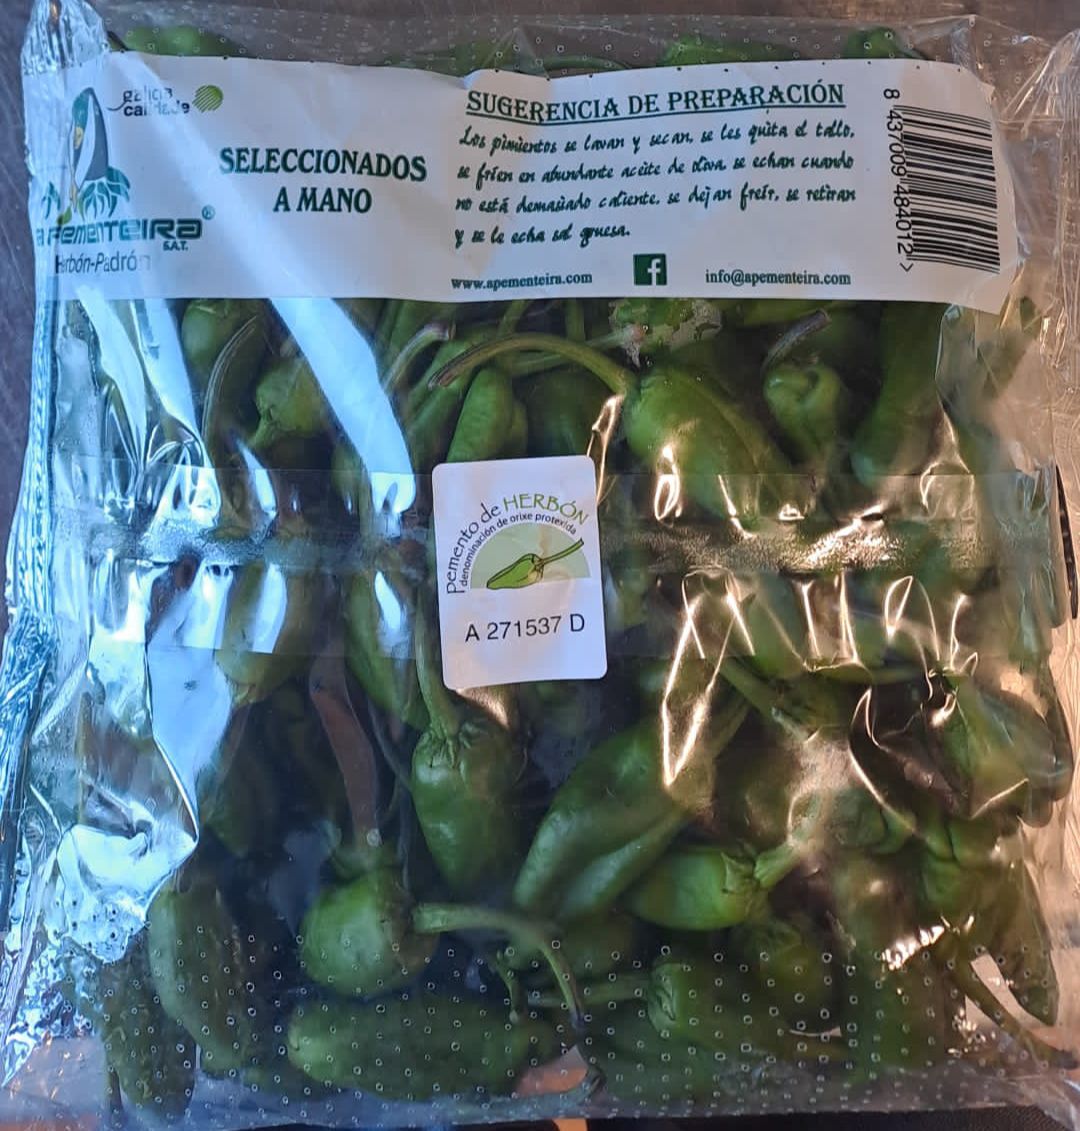 galicia
calidade
A PEMENTEIRA®
S.A.T.
Herbón-Padrón
SELECCIONADOS
A MANO
SUGERENCIA DE PREPARACIÓN
Los pimientos se lavan y secan, se les quita el tallo,
se fríen en abundante aceite de oliva se echan cuando
no está demasiado caliente, se dejan freír, se retiran
y se le echa sal gruesa.
www.apementeira.com
info@apementeira.com
8 437009 484012 >
Pemento de HERBÓN
denominación de orixe protexida
A 271537 D